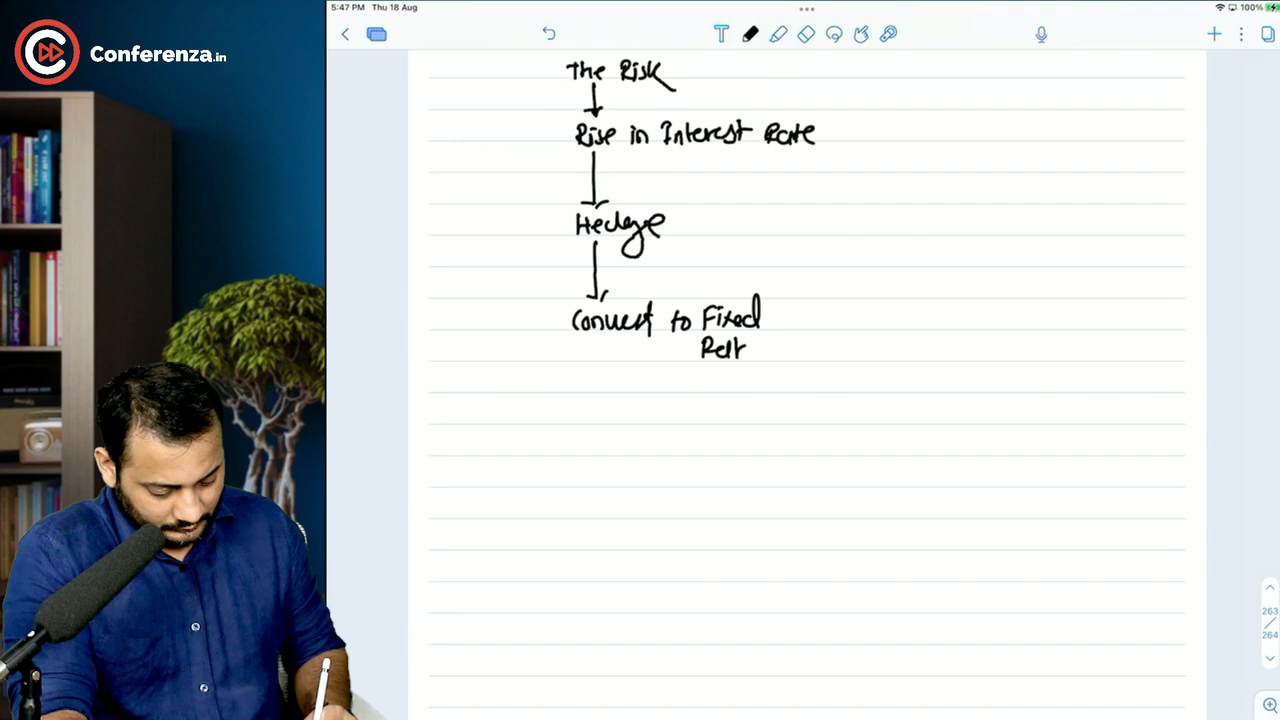 5:47 PM Thu 18 Aug
100%
Conferenza.in
The Risk
Rise in Interest Rate
Hedge
Convert to Fixed
Rate
263
264